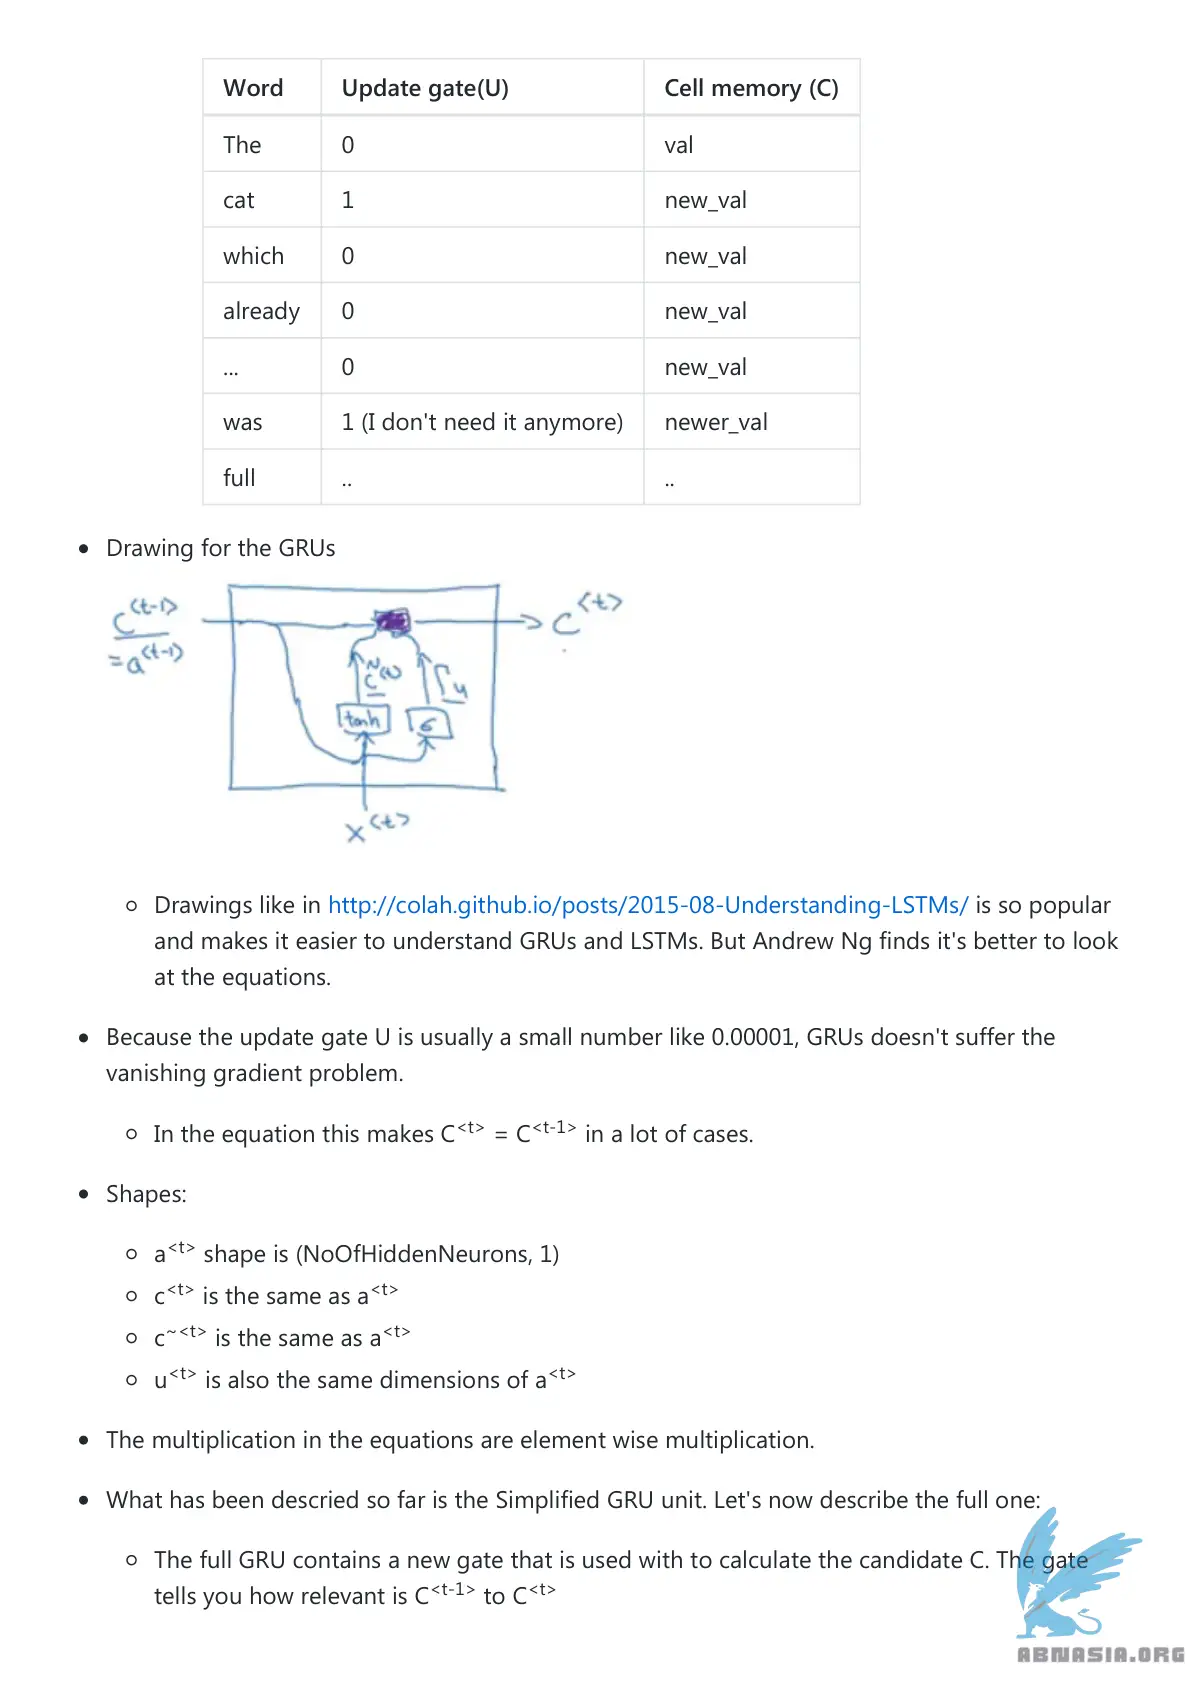 Word Update gate(U) Cell memory (C)
The 0 val
cat 1 new_val
which 0 new_val
already 0 new_val
... 0 new_val
was 1 (I don't need it anymore) newer_val
full .. ..
• Drawing for the GRUs
C<t-1>
=a<t-1>
C<t>
c~<t>
Γu
tanh
σ
x<t>
○ Drawings like in http://colah.github.io/posts/2015-08-Understanding-LSTMs/ is so popular
and makes it easier to understand GRUs and LSTMs. But Andrew Ng finds it's better to look
at the equations.
• Because the update gate U is usually a small number like 0.00001, GRUs doesn't suffer the
vanishing gradient problem.
○ In the equation this makes C<t> = C<t-1> in a lot of cases.
• Shapes:
○ a<t> shape is (NoOfHiddenNeurons, 1)
○ c<t> is the same as a<t>
○ c~<t> is the same as a<t>
○ u<t> is also the same dimensions of a<t>
• The multiplication in the equations are element wise multiplication.
• What has been descried so far is the Simplified GRU unit. Let's now describe the full one:
○ The full GRU contains a new gate that is used with to calculate the candidate C. The gate
tells you how relevant is C<t-1> to C<t>
ABNASIA.ORG